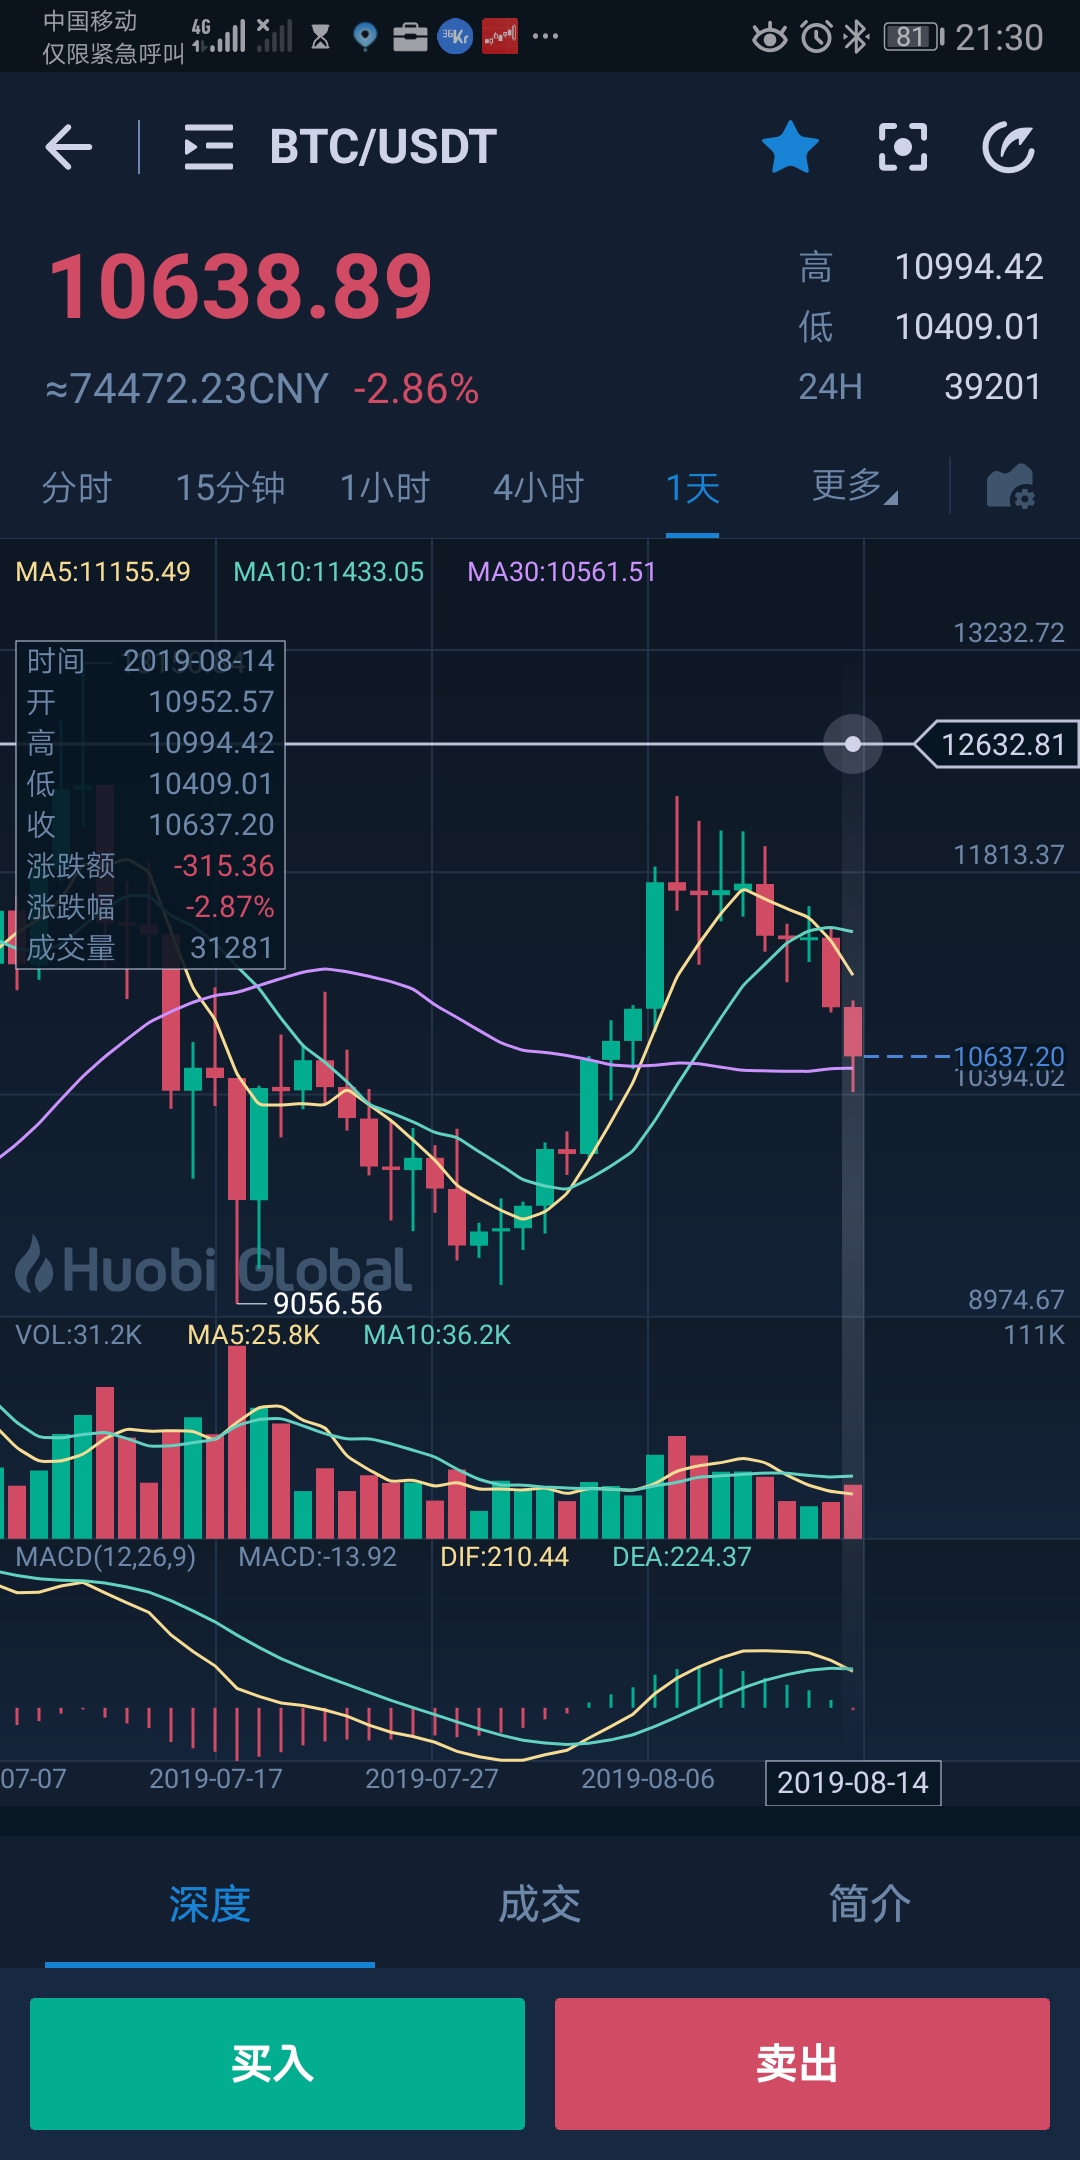 中国移动
仅限紧急呼叫
4G
36Kr
81
21:30
BTC/USDT
10638.89
≈74472.23CNY -2.86%
高 10994.42
低 10409.01
24H 39201
分时 15分钟 1小时 4小时 1天 更多
MA5:11155.49 MA10:11433.05 MA30:10561.51
13232.72
时间 2019-08-14
开 10952.57
高 10994.42
低 10409.01
收 10637.20
涨跌额 -315.36
涨跌幅 -2.87%
成交量 31281
12632.81
11813.37
10637.20
10394.02
Huobi Global
9056.56
8974.67
VOL:31.2K MA5:25.8K MA10:36.2K
111K
MACD(12,26,9) MACD:-13.92 DIF:210.44 DEA:224.37
07-07 2019-07-17 2019-07-27 2019-08-06 2019-08-14
深度 成交 简介
买入 卖出